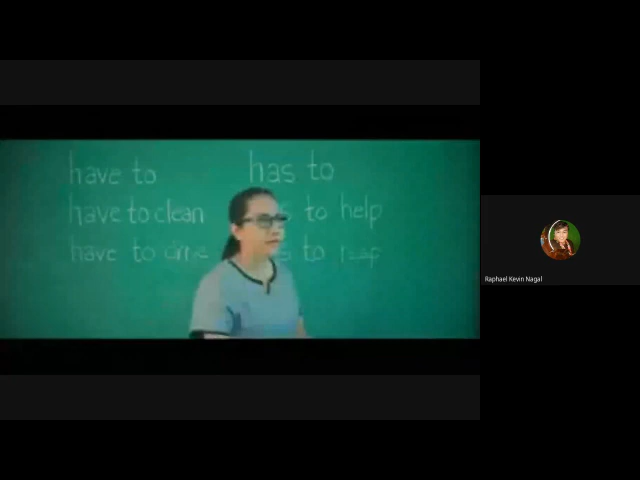 have to has to
have to clean to help
have to to
Raphael Kevin Nagal